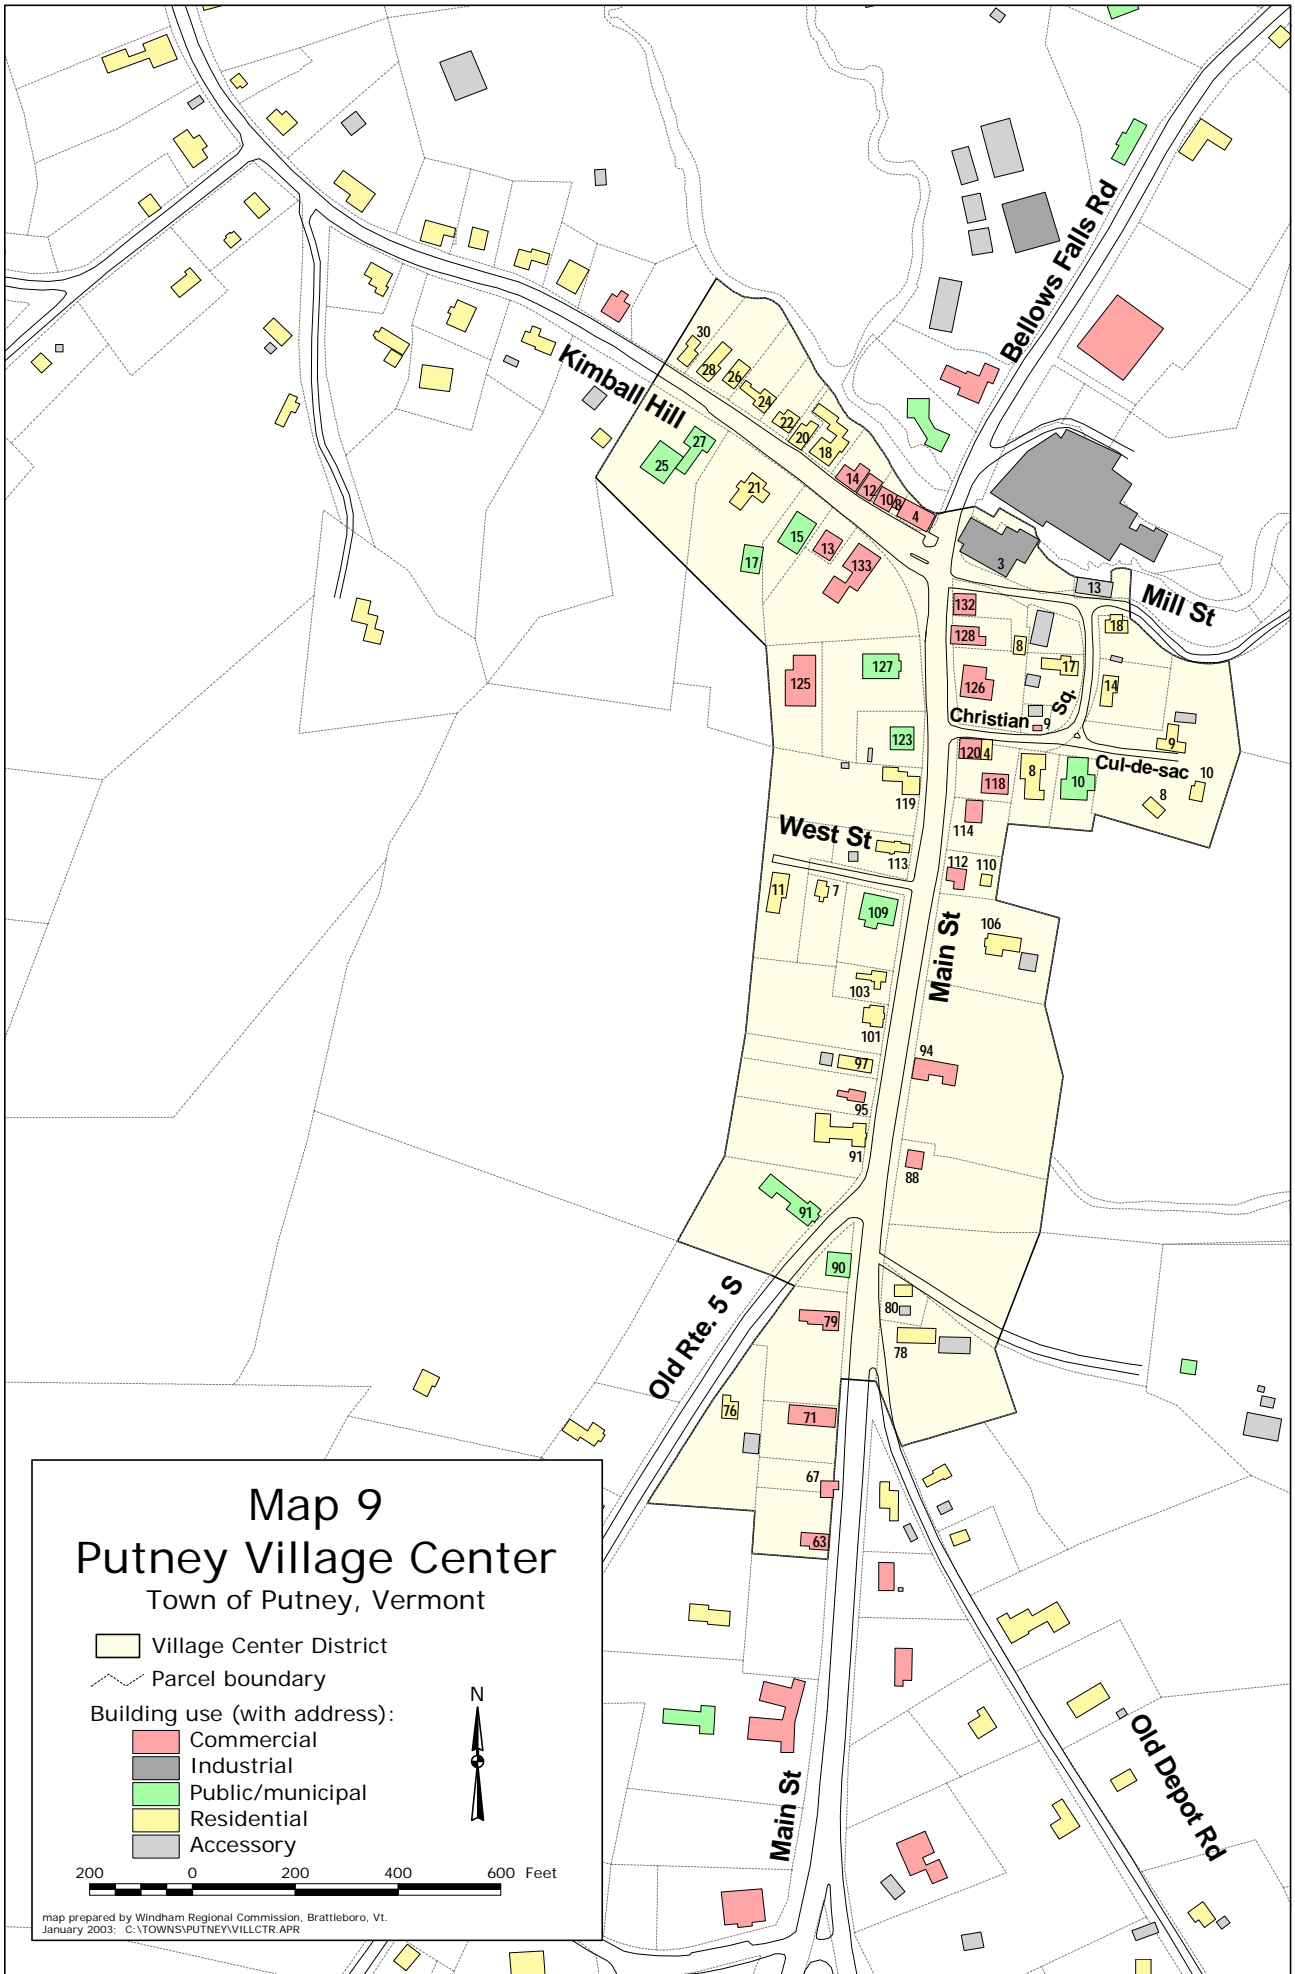 Bellows Falls Rd
30
28
26
24
22
20
18
Kimball Hill
27
25
21
14
12
10
8
4
15
13
17
133
3
13
Mill St
132
128
8
18
17
127
125
126
14
Sq.
Christian
9
123
120
4
9
Cul-de-sac
118
8
10
10
8
119
114
West St
113
112
110
11
7
109
106
Main St
103
101
94
97
95
91
88
91
90
Old Rte. 5 S
80
79
78
76
71
67
63
Map 9
Putney Village Center
Town of Putney, Vermont
Village Center District
Parcel boundary
Building use (with address):
Commercial
Industrial
Public/municipal
Residential
Accessory
N
200 0 200 400 600 Feet
map prepared by Windham Regional Commission, Brattleboro, Vt.
January 2003; C:\TOWNS\PUTNEY\VILLCTR.APR
Main St
Old Depot Rd